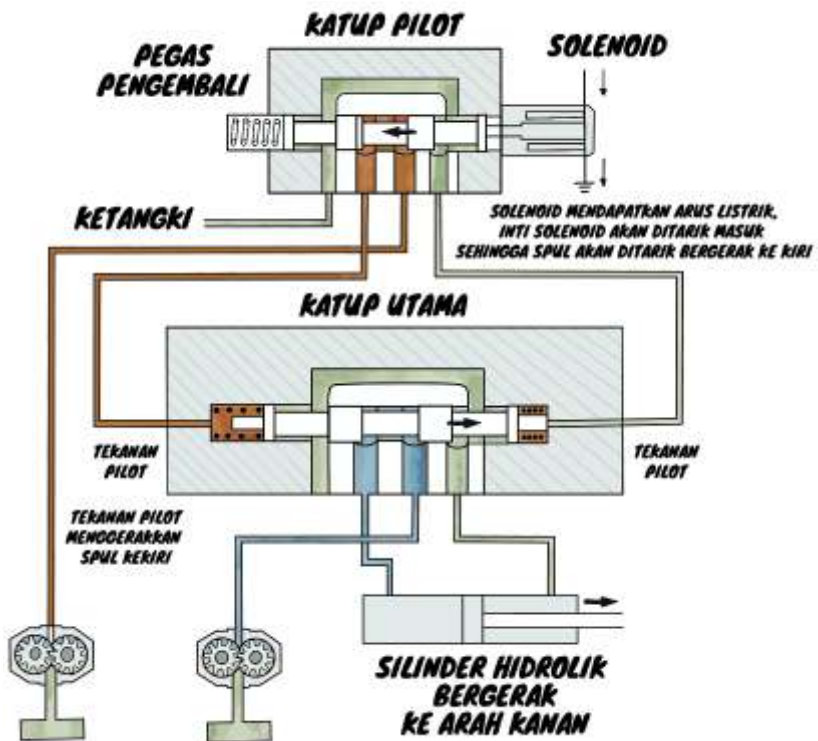 KATUP PILOT
PEGAS
PENGEMBALI
SOLENOID
KETANGKI
SOLENOID MENDAPATKAN ARUS LISTRIK,
INTI SOLENOID AKAN DITARIK MASUK
SEHINGGA SPUL AKAN DITARIK BERGERAK KE KIRI
KATUP UTAMA
TEKANAN
PILOT
TEKANAN
PILOT
TEKANAN PILOT
MENGGERAKKAN
SPUL KEKIRI
SILINDER HIDROLIK
BERGERAK
KE ARAH KANAN